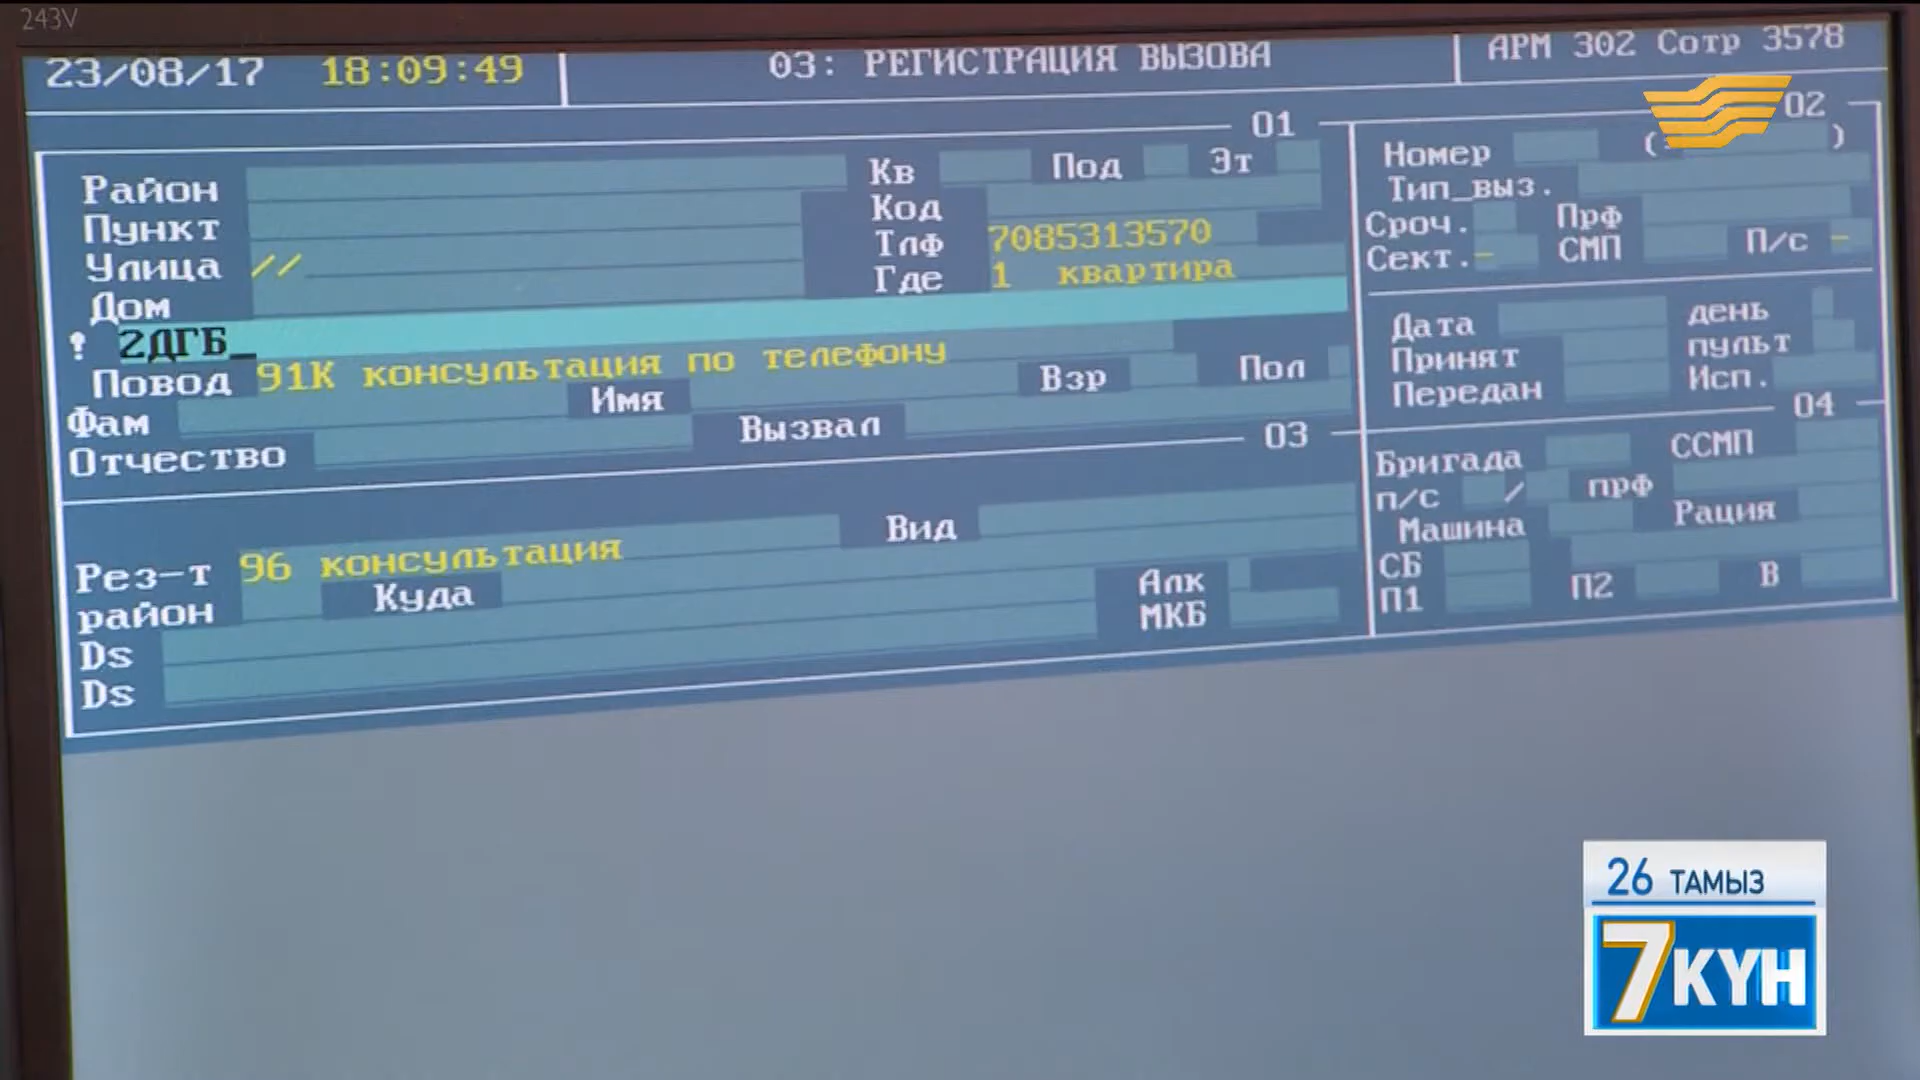 243V
23/08/17 18:09:49 03: РЕГИСТРАЦИЯ ВЫЗОВА АРМ 302 Сотр 3578
01 02
Район Кв Под Эт Номер ( )
Пункт Код Тип_выз.
Улица // Тлф 7085313570 Сроч. Прф
Дом Где 1 квартира Сект.- СМП П/с -
! 2ДГБ_ Дата день
Повод 91К консультация по телефону Взр Пол Принят пульт
Фам Имя Передан Исп.
Отчество Вызвал 03 04
Бригада ССМП
п/с / прф
Вид Машина Рация
Рез-т 96 консультация СБ
район Куда Алк П1 П2 В
Ds МКБ
Ds
26 ТАМЫЗ
7КҮН